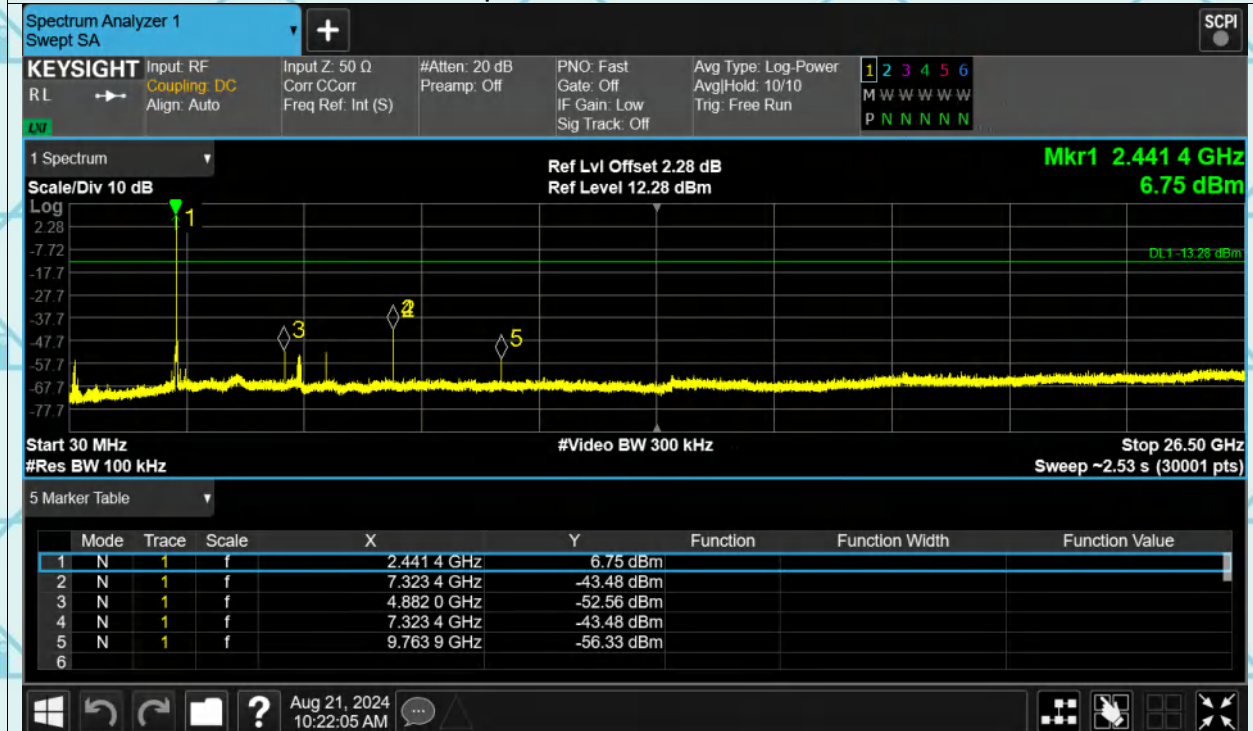 Spectrum Analyzer 1
Swept SA
+
SCPI
KEYSIGHT Input: RF Input Z: 50 Ω #Atten: 20 dB PNO: Fast Avg Type: Log-Power 1 2 3 4 5 6
RL Coupling: DC Corr CCorr Preamp: Off Gate: Off Avg|Hold: 10/10 M W W W W W
Align: Auto Freq Ref: Int (S) IF Gain: Low Trig: Free Run P N N N N N
LXI Sig Track: Off
1 Spectrum
Ref Lvl Offset 2.28 dB
Mkr1 2.441 4 GHz
Scale/Div 10 dB Ref Level 12.28 dBm 6.75 dBm
Log
1
2.28
-7.72
DL1 -13.28 dBm
-17.7
-27.7
-37.7
3
5
-47.7
-57.7
-67.7
-77.7
Start 30 MHz #Video BW 300 kHz Stop 26.50 GHz
#Res BW 100 kHz Sweep ~2.53 s (30001 pts)
5 Marker Table
Mode Trace Scale X Y Function Function Width Function Value
1 N 1 f 2.441 4 GHz 6.75 dBm
2 N 1 f 7.323 4 GHz -43.48 dBm
3 N 1 f 4.882 0 GHz -52.56 dBm
4 N 1 f 7.323 4 GHz -43.48 dBm
5 N 1 f 9.763 9 GHz -56.33 dBm
6
? Aug 21, 2024
10:22:05 AM